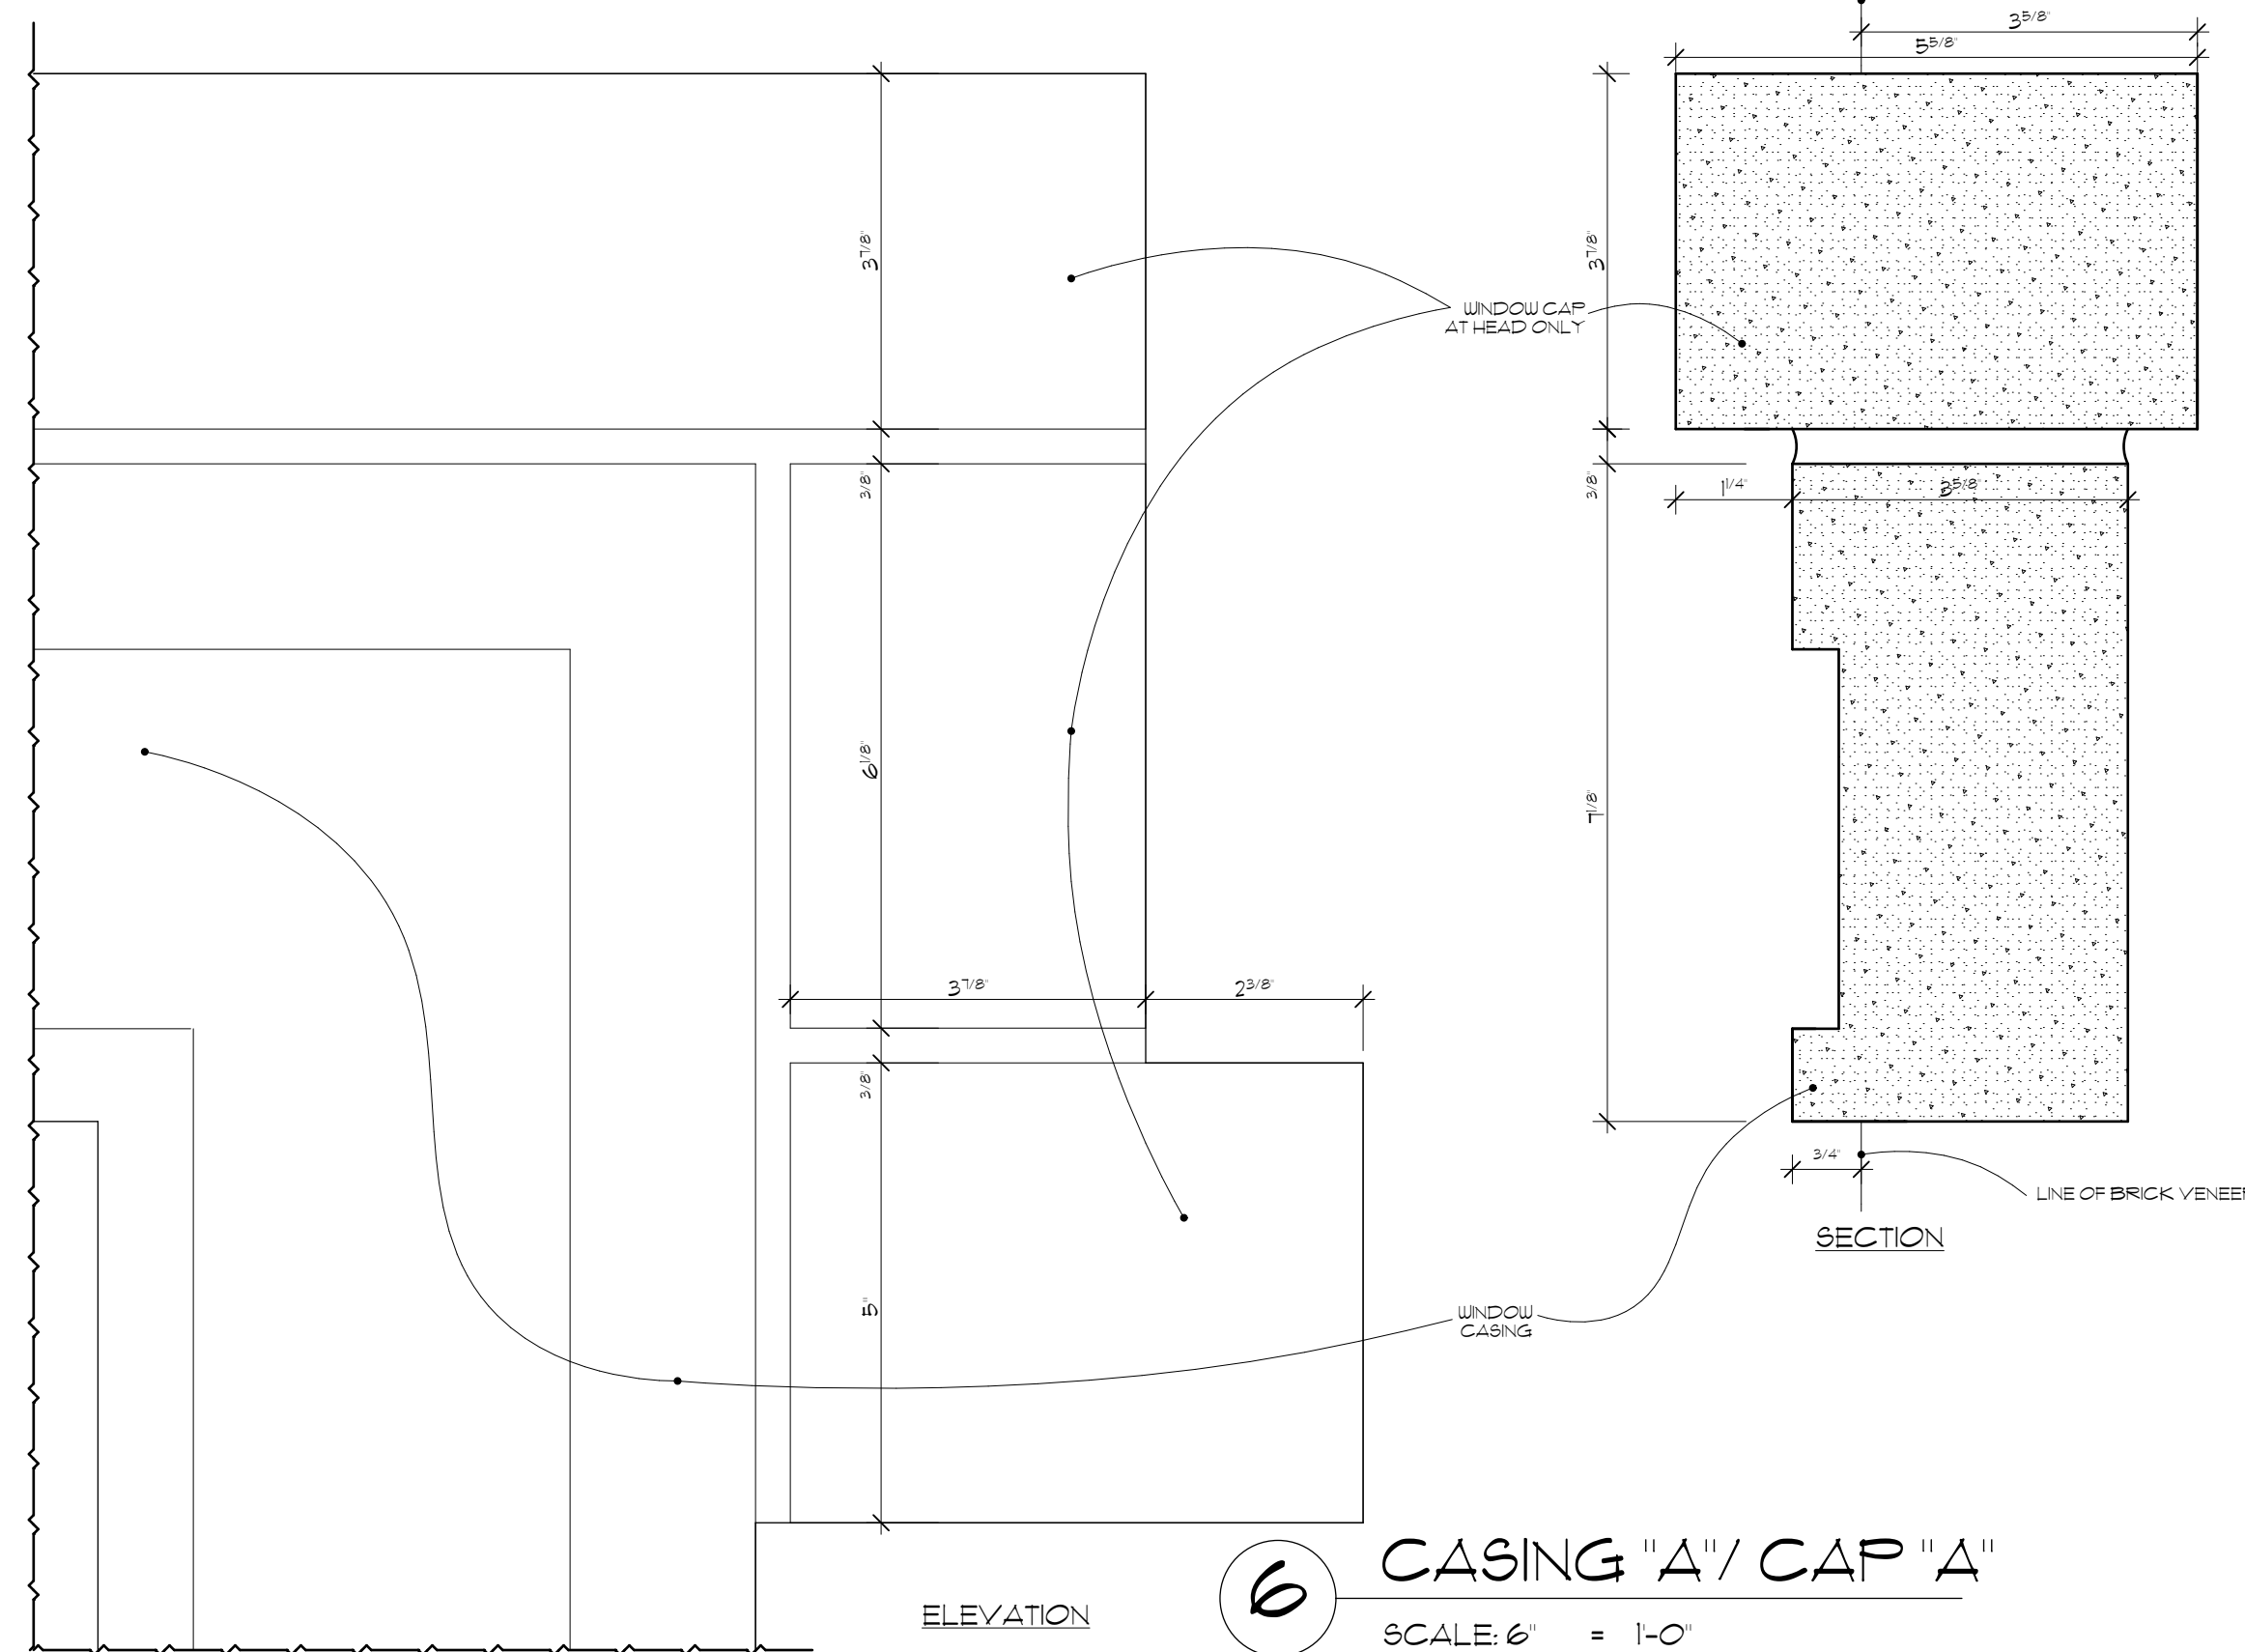 3 5/8"
5 5/8"
3 7/8"
3 7/8"
WINDOW CAP
AT HEAD ONLY
3/8"
3/8"
1 1/4"
3 5/8"
6 1/8"
7 1/8"
3 7/8"
2 3/8"
3/8"
3/4"
LINE OF BRICK VENEER
SECTION
5"
WINDOW
CASING
6
CASING "A"/ CAP "A"
ELEVATION
SCALE: 6" = 1'-0"